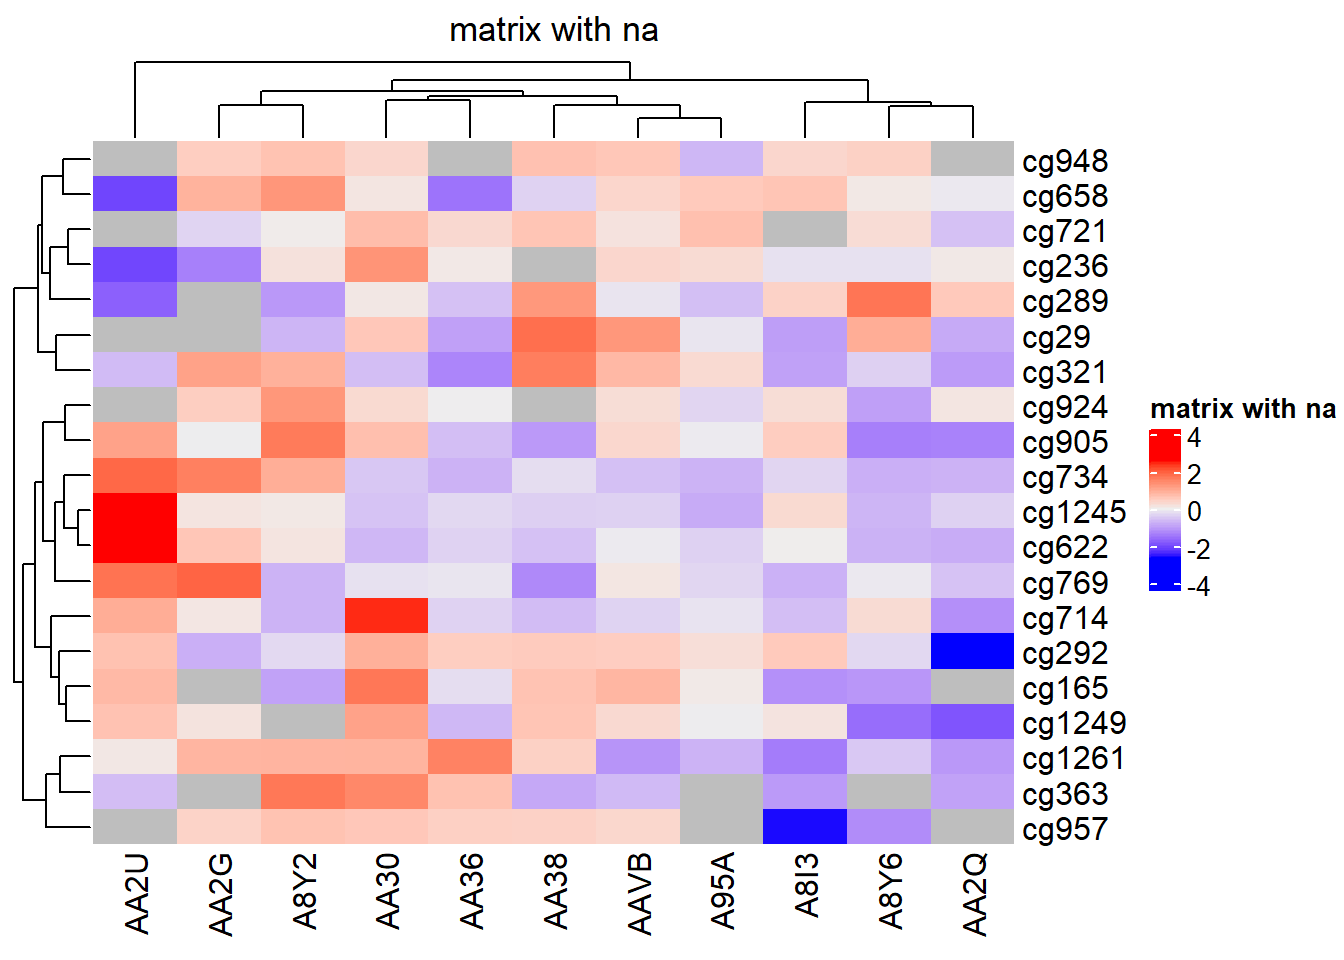 matrix with na
cg948
cg658
cg721
cg236
cg289
cg29
cg321
cg924
cg905
cg734
cg1245
cg622
cg769
cg714
cg292
cg165
cg1249
cg1261
cg363
cg957
matrix with na
4
2
0
-2
-4
AA2U
AA2G
A8Y2
AA30
AA36
AA38
AAVB
A95A
A8I3
A8Y6
AA2Q